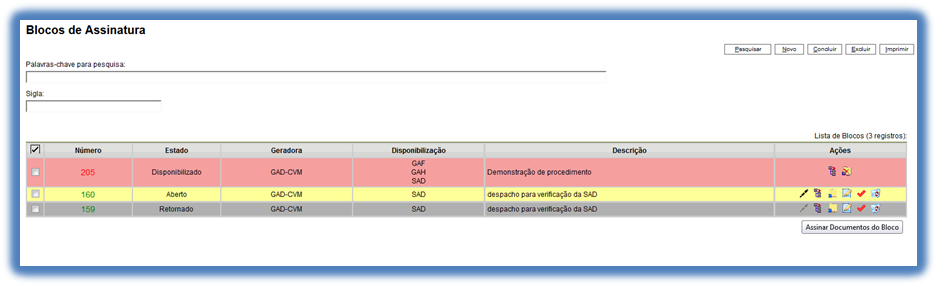 Blocos de Assinatura
Pesquisar Novo Concluir Excluir Imprimir
Palavras-chave para pesquisa:
Sigla:
Lista de Blocos (3 registros):
Número Estado Geradora Disponibilização Descrição Ações
205 Disponibilizado GAD-CVM GAF GAH SAD Demonstração de procedimento
160 Aberto GAD-CVM SAD despacho para verificação da SAD
159 Retornado GAD-CVM SAD despacho para verificação da SAD
Assinar Documentos do Bloco